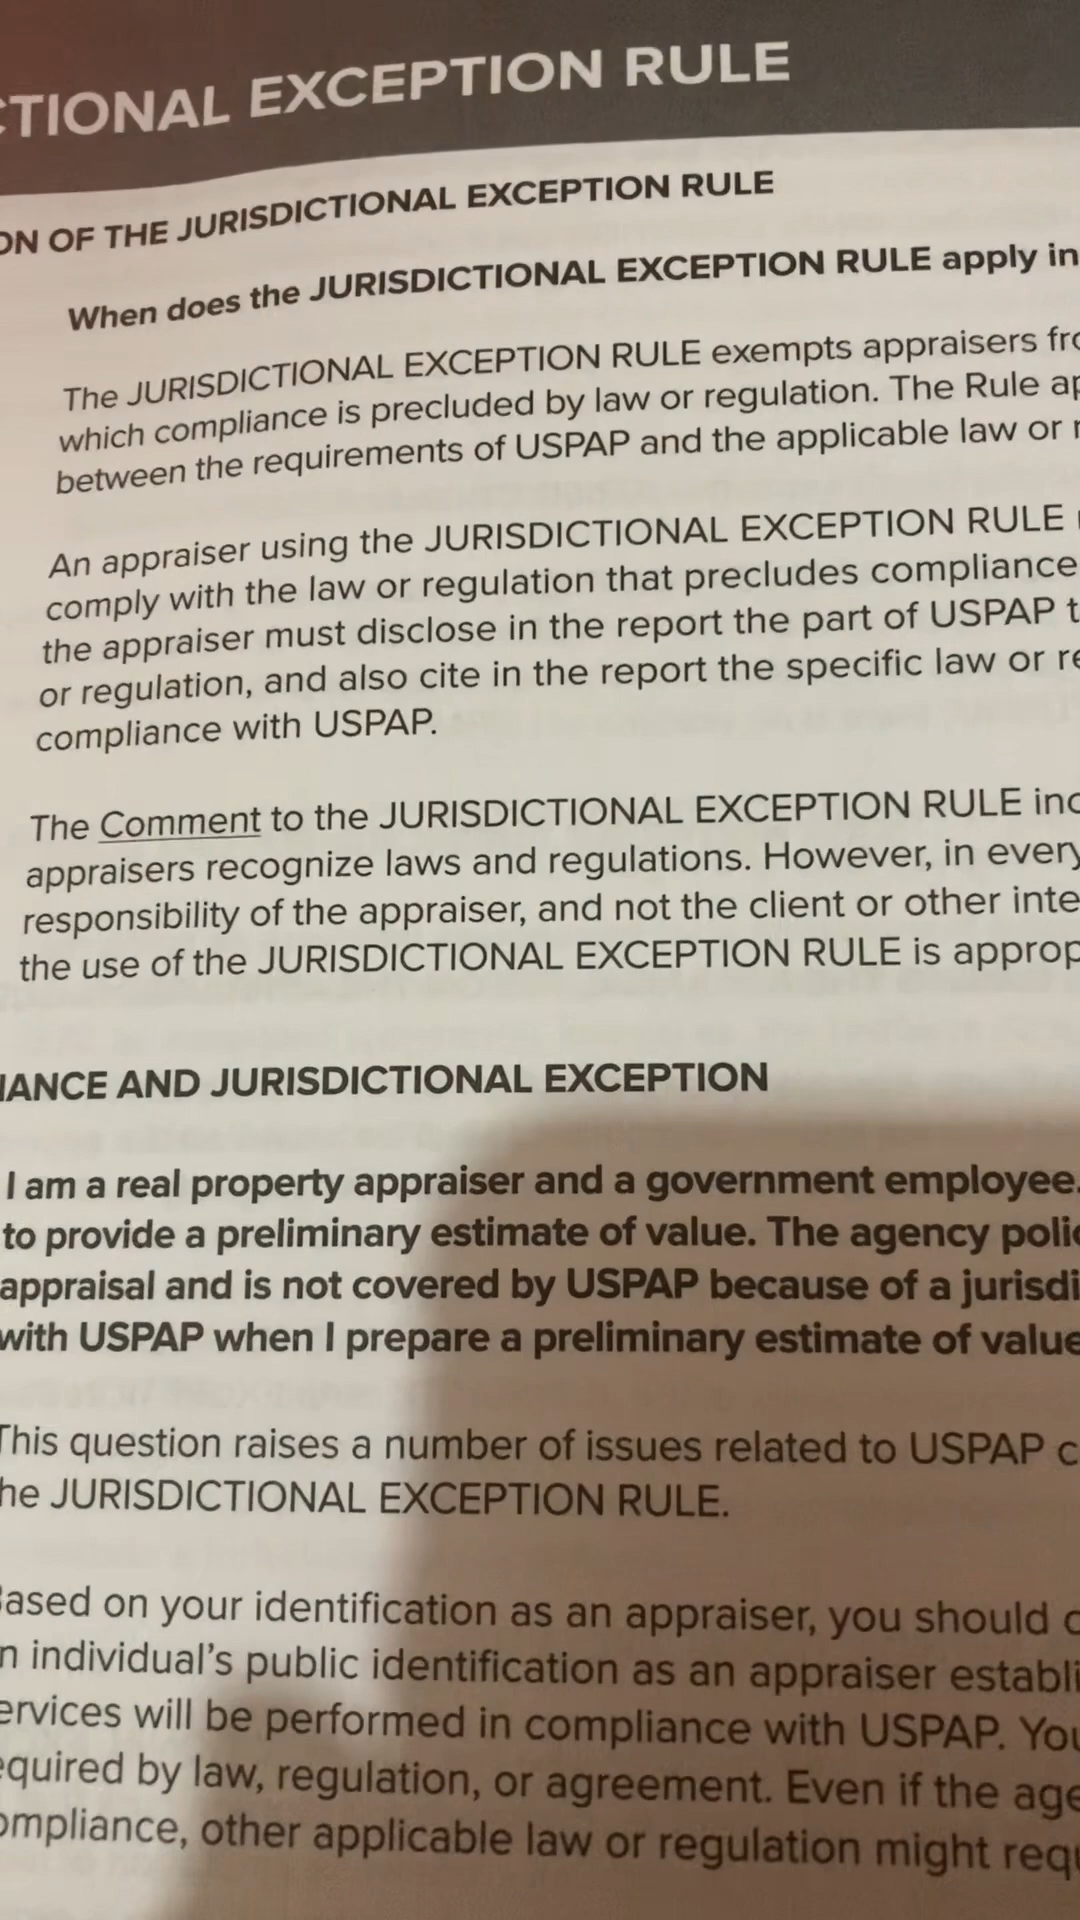 CTIONAL EXCEPTION RULE
ON OF THE JURISDICTIONAL EXCEPTION RULE
When does the JURISDICTIONAL EXCEPTION RULE apply in
The JURISDICTIONAL EXCEPTION RULE exempts appraisers fro
which compliance is precluded by law or regulation. The Rule ap
between the requirements of USPAP and the applicable law or r
An appraiser using the JURISDICTIONAL EXCEPTION RULE
comply with the law or regulation that precludes compliance
the appraiser must disclose in the report the part of USPAP t
or regulation, and also cite in the report the specific law or re
compliance with USPAP.
The Comment to the JURISDICTIONAL EXCEPTION RULE inc
appraisers recognize laws and regulations. However, in every
responsibility of the appraiser, and not the client or other inte
the use of the JURISDICTIONAL EXCEPTION RULE is approp
IANCE AND JURISDICTIONAL EXCEPTION
I am a real property appraiser and a government employee.
to provide a preliminary estimate of value. The agency polic
appraisal and is not covered by USPAP because of a jurisdi
with USPAP when I prepare a preliminary estimate of value
This question raises a number of issues related to USPAP c
he JURISDICTIONAL EXCEPTION RULE.
Based on your identification as an appraiser, you should c
n individual's public identification as an appraiser establi
ervices will be performed in compliance with USPAP. You
equired by law, regulation, or agreement. Even if the age
ompliance, other applicable law or regulation might requ